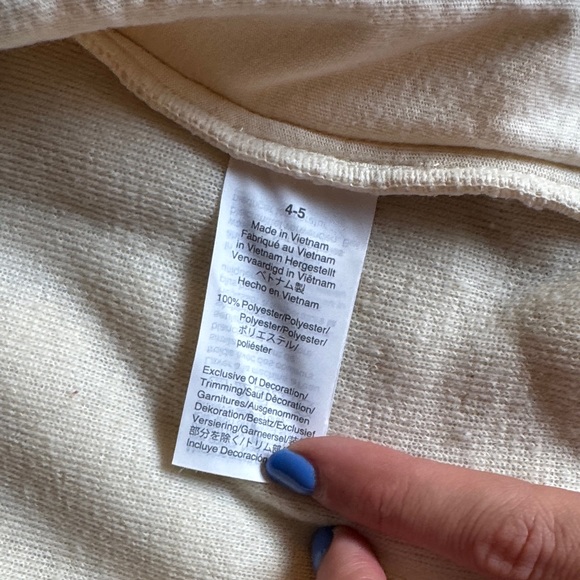 4-5
Made in Vietnam
Fabriqué au Vietnam
in Vietnam Hergestellt
Vervaardigd in Viêtnam
ベトナム製
Hecho en Vietnam
100% Polyester/Polyester/
Polyester/Polyester/
ポリエステル/
poliéster
Exclusive Of Decoration/
Trimming/Sauf Décoration/
Garnitures/Ausgenommen
Dekoration/Besatz/Exclusief
Versiering/Garneersel/
部分を除く/トリム
Incluye Decoración